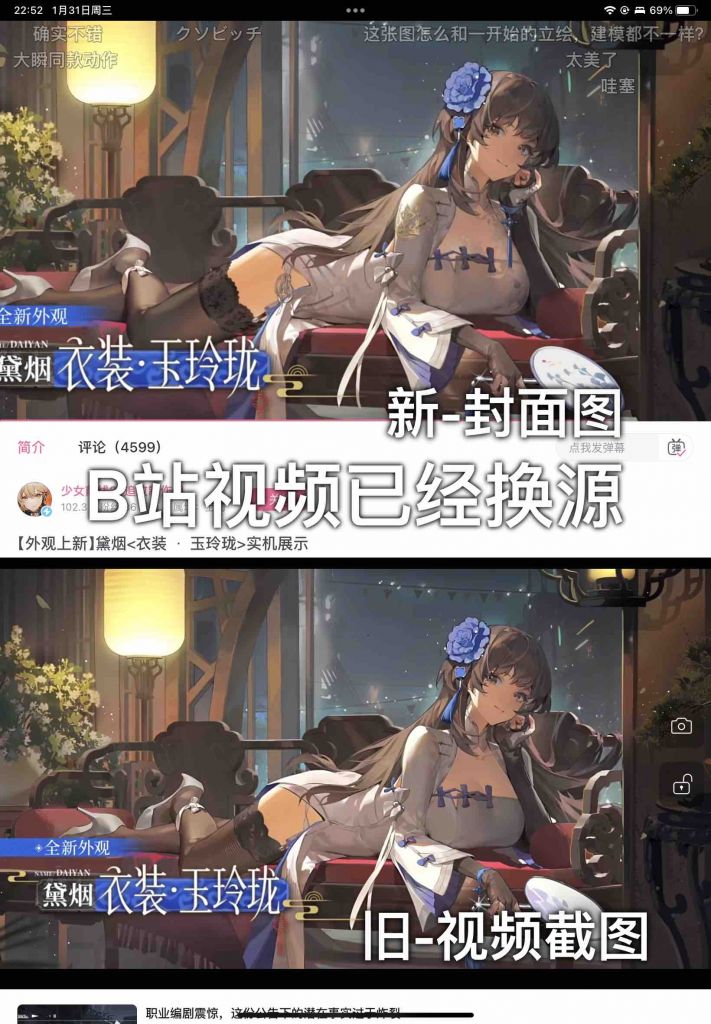 22:52 1月31日周三
69%
确实不错
クソビッチ
这张图怎么和一开始的立绘、建模都不一样?
大瞬同款动作
太美了
哇塞
全新外观
DAIYAN
黛烟 衣装·玉玲珑
新-封面图
简介
评论（4599）
点我发弹幕
弹
B站视频已经换源
少女
102.3
【外观上新】黛烟<衣装 · 玉玲珑>实机展示
全新外观
NAME: DAIYAN
黛烟 衣装·玉玲珑
旧-视频截图
职业编剧震惊，这份公告下的潜在事实过于炸裂